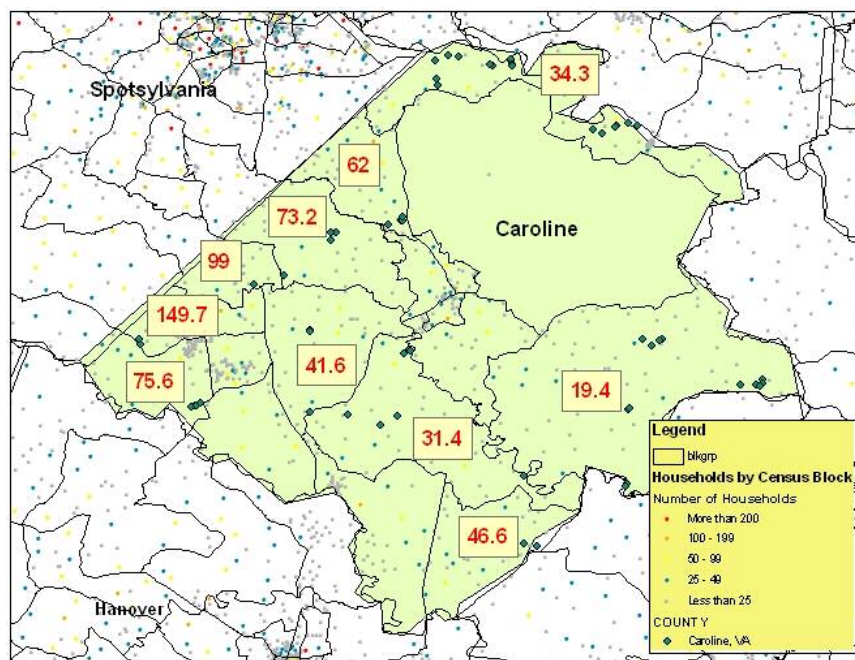 34.3
Spotsylvania
62
73.2
Caroline
99
149.7
41.6
75.6
19.4
31.4
46.6
Hanover
Legend
blkgrp
Households by Census Block
Number of Households
More than 200
100 - 199
50 - 99
25 - 49
Less than 25
COUNTY
Caroline, VA